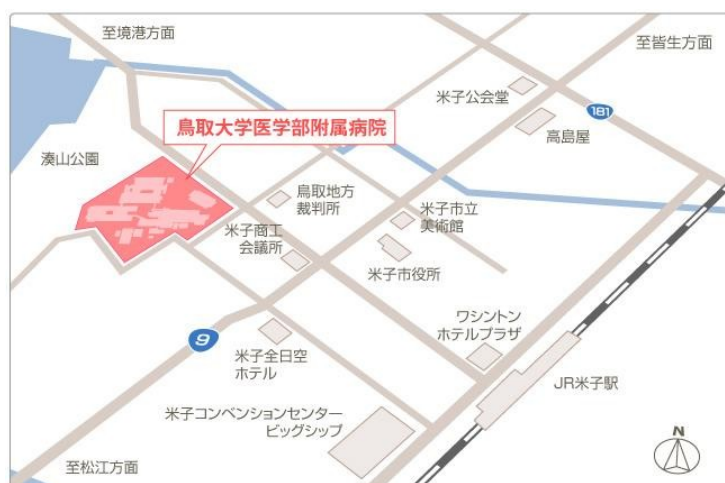 至境港方面
至皆生方面
米子公会堂
181
高島屋
鳥取大学医学部附属病院
湊山公園
鳥取地方
裁判所
米子市立
美術館
米子商工
会議所
米子市役所
9
ワシントン
ホテルプラザ
米子全日空
ホテル
JR米子駅
米子コンベンションセンター
ビッグシップ
N
至松江方面